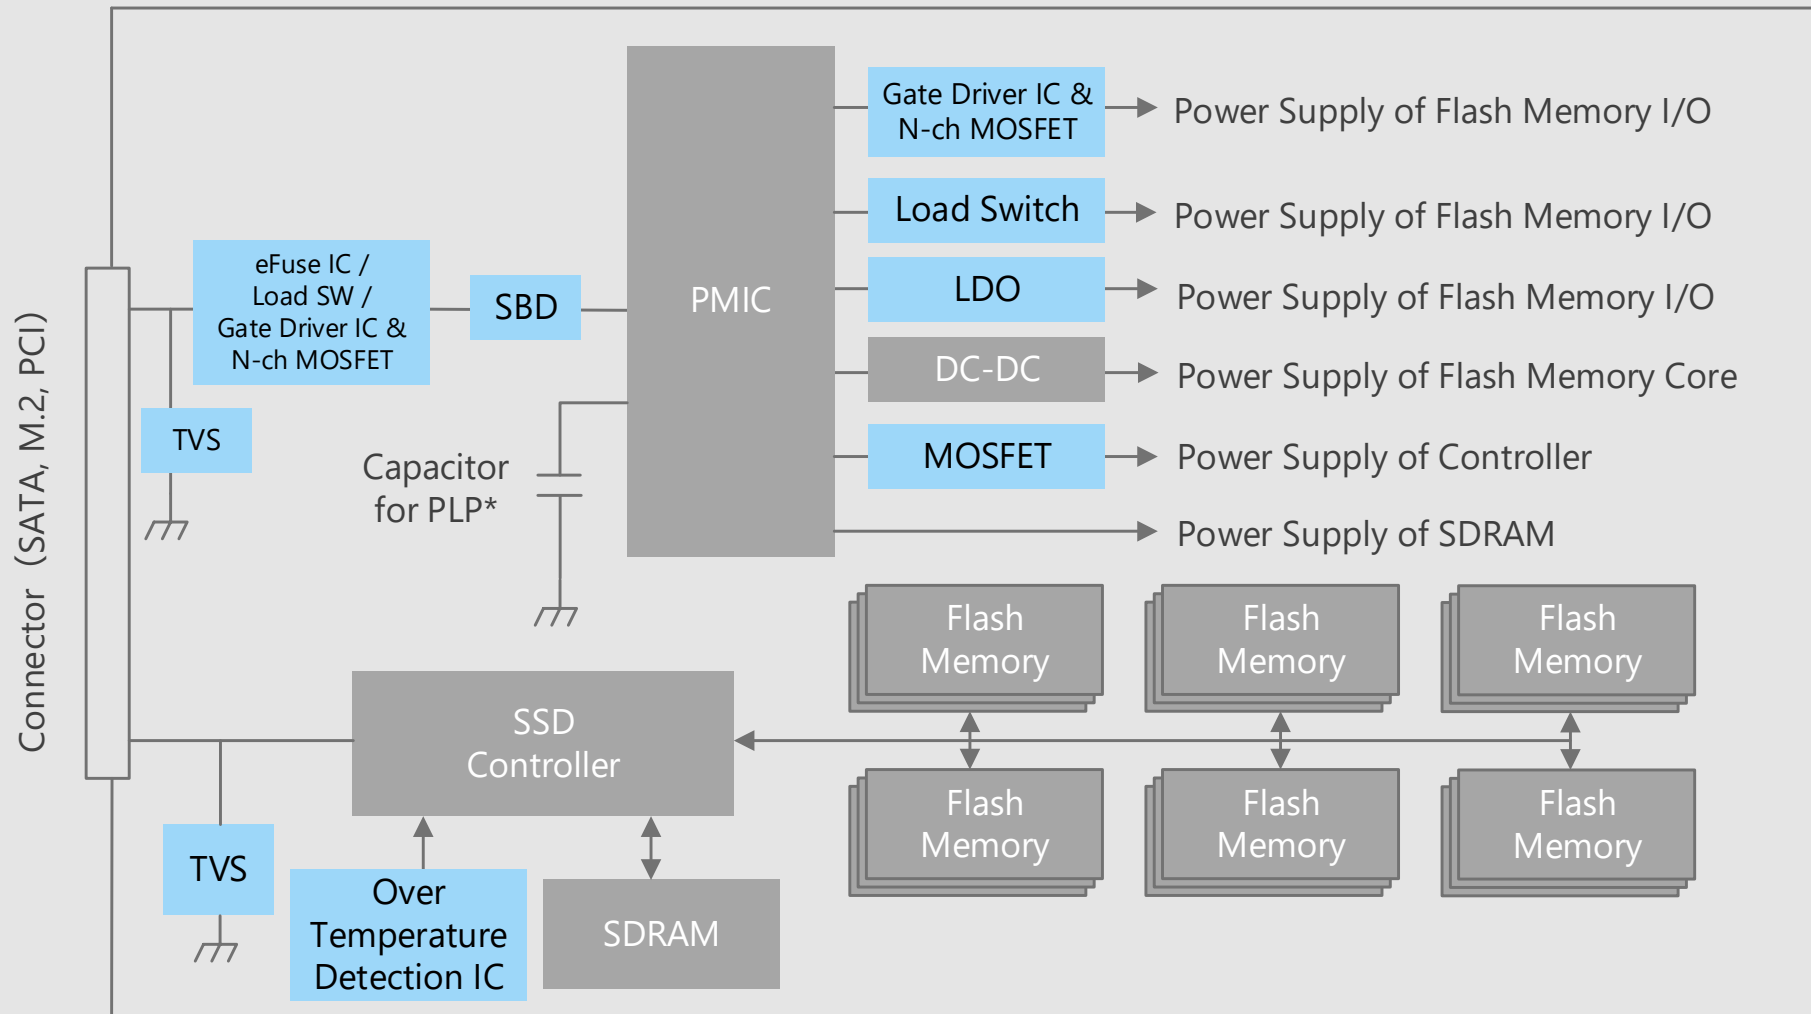 Connector (SATA, M.2, PCI)
eFuse IC /
Load SW /
Gate Driver IC &
N-ch MOSFET
SBD
TVS
Capacitor
for PLP*
PMIC
Gate Driver IC &
N-ch MOSFET
Power Supply of Flash Memory I/O
Load Switch
Power Supply of Flash Memory I/O
LDO
Power Supply of Flash Memory I/O
DC-DC
Power Supply of Flash Memory Core
MOSFET
Power Supply of Controller
Power Supply of SDRAM
Flash
Memory
Flash
Memory
Flash
Memory
SSD
Controller
Flash
Memory
Flash
Memory
Flash
Memory
TVS
Over
Temperature
Detection IC
SDRAM